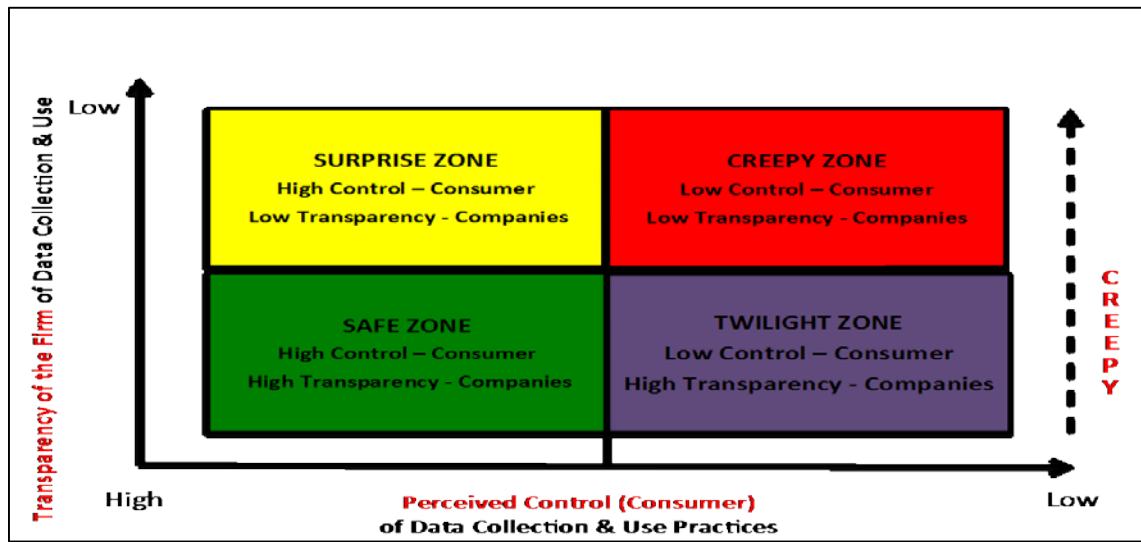 Transparency of the Firm of Data Collection & Use
Low
SURPRISE ZONE
High Control – Consumer
Low Transparency - Companies
CREEPY ZONE
Low Control – Consumer
Low Transparency - Companies
SAFE ZONE
High Control – Consumer
High Transparency - Companies
TWILIGHT ZONE
Low Control – Consumer
High Transparency - Companies
CREEPY
High
Perceived Control (Consumer)
of Data Collection & Use Practices
Low